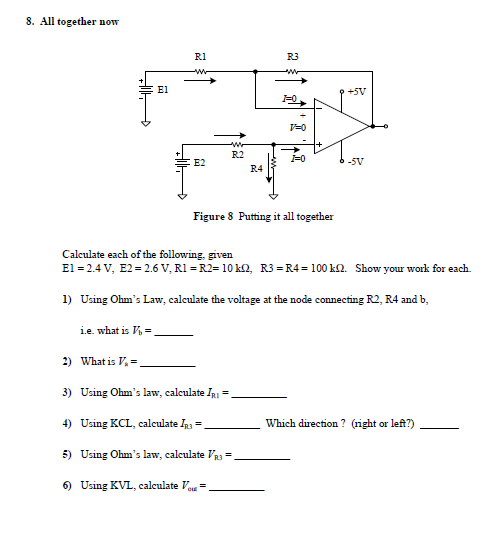 8. All together now
R1
R3
+
E1
-
I=0
+5V
-
+
V=0
-
+
R2
I=0
-5V
+
E2
-
R4
Figure 8 Putting it all together
Calculate each of the following, given
E1 = 2.4 V, E2 = 2.6 V, R1 = R2= 10 kΩ, R3 = R4 = 100 kΩ. Show your work for each.
1) Using Ohm's Law, calculate the voltage at the node connecting R2, R4 and b,
i.e. what is Vb = ________
2) What is Va = ________
3) Using Ohm's law, calculate IR1 = ________
4) Using KCL, calculate IR3 = ________ Which direction ? (right or left?) ______
5) Using Ohm's law, calculate VR3 = ________
6) Using KVL, calculate Vout = ________